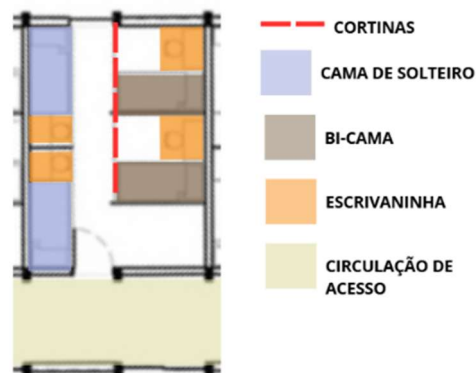 CORTINAS
CAMA DE SOLTEIRO
BI-CAMA
ESCRIVANINHA
CIRCULAÇÃO DE
ACESSO